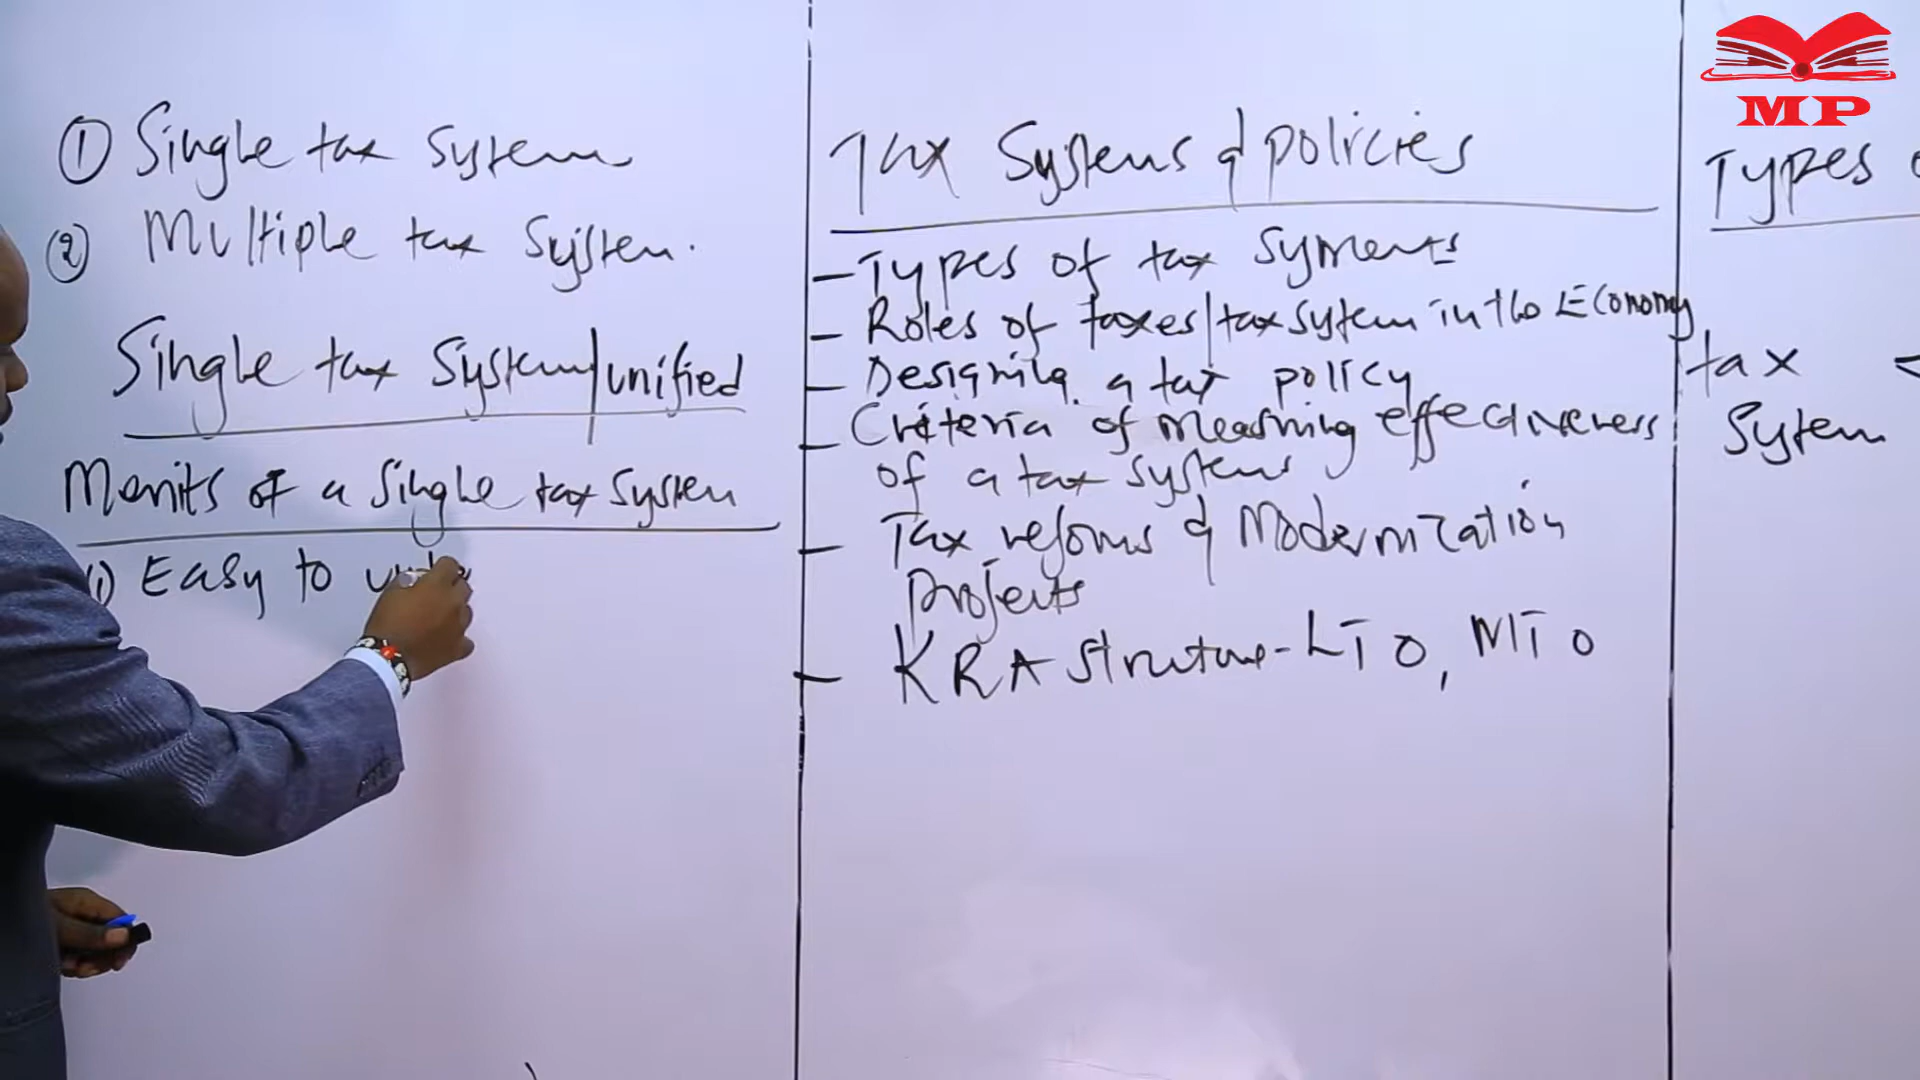 ① Single tax system
② Multiple tax system.
Single tax system/unified
Merits of a single tax system
1) Easy to
Tax Systems & policies
- Types of tax syments
- Roles of taxes/tax system in the Economy
- Designing a tax policy
- Criteria of measuring effectiveness
of a tax systems
- Tax reforms & Modernization
projects
- KRA structure - LTO, MTO
MP
Types
tax
System